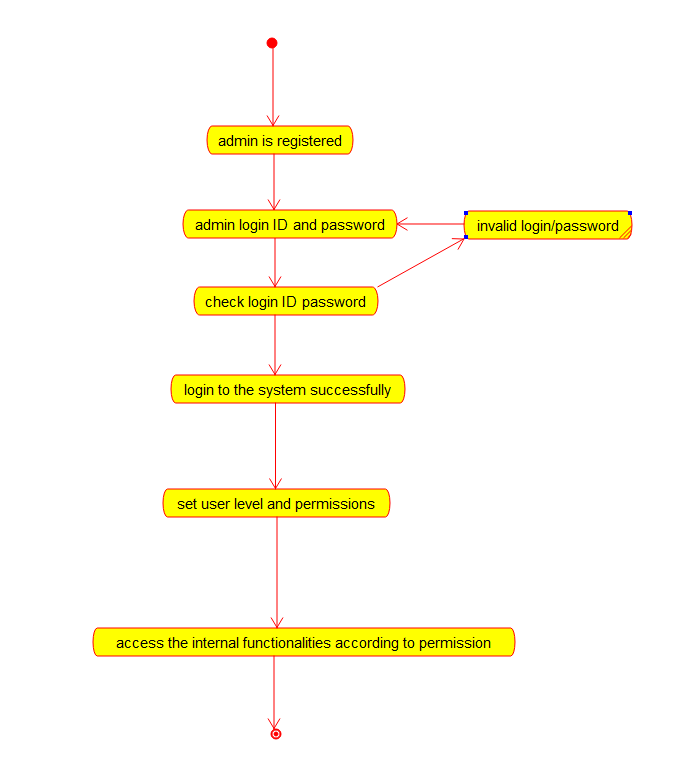 admin is registered
admin login ID and password
invalid login/password
check login ID password
login to the system successfully
set user level and permissions
access the internal functionalities according to permission